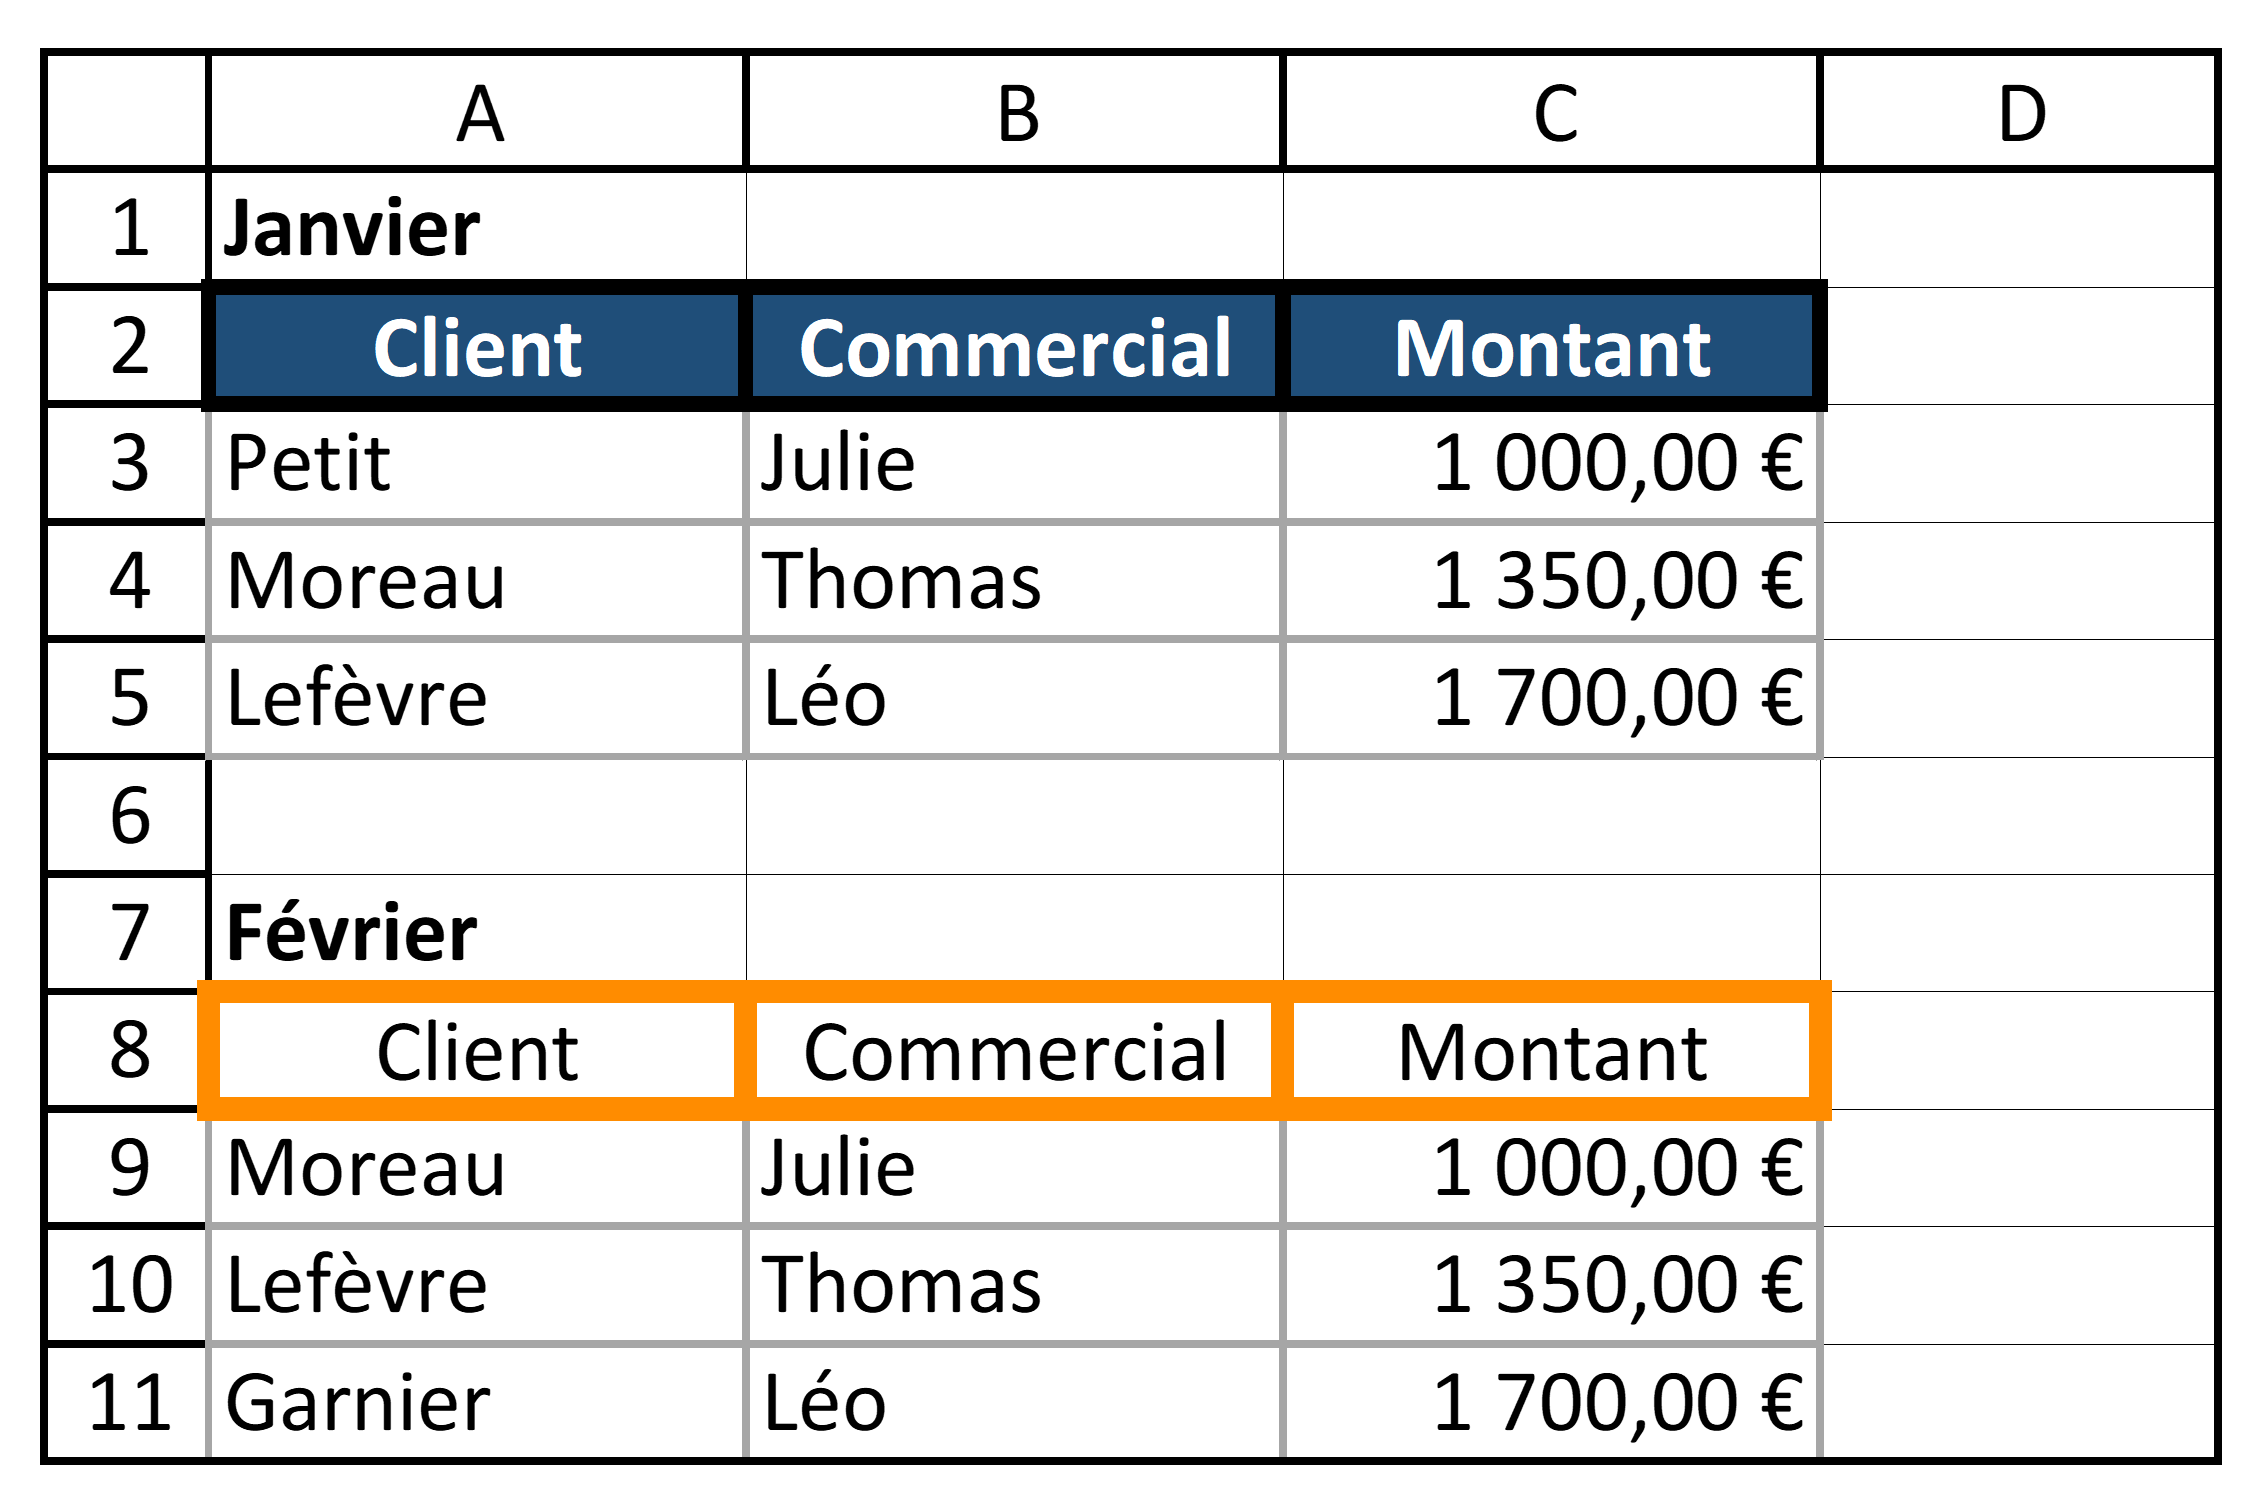 A B C D
1 Janvier
2 Client Commercial Montant
3 Petit Julie 1 000,00 €
4 Moreau Thomas 1 350,00 €
5 Lefèvre Léo 1 700,00 €
6
7 Février
8 Client Commercial Montant
9 Moreau Julie 1 000,00 €
10 Lefèvre Thomas 1 350,00 €
11 Garnier Léo 1 700,00 €